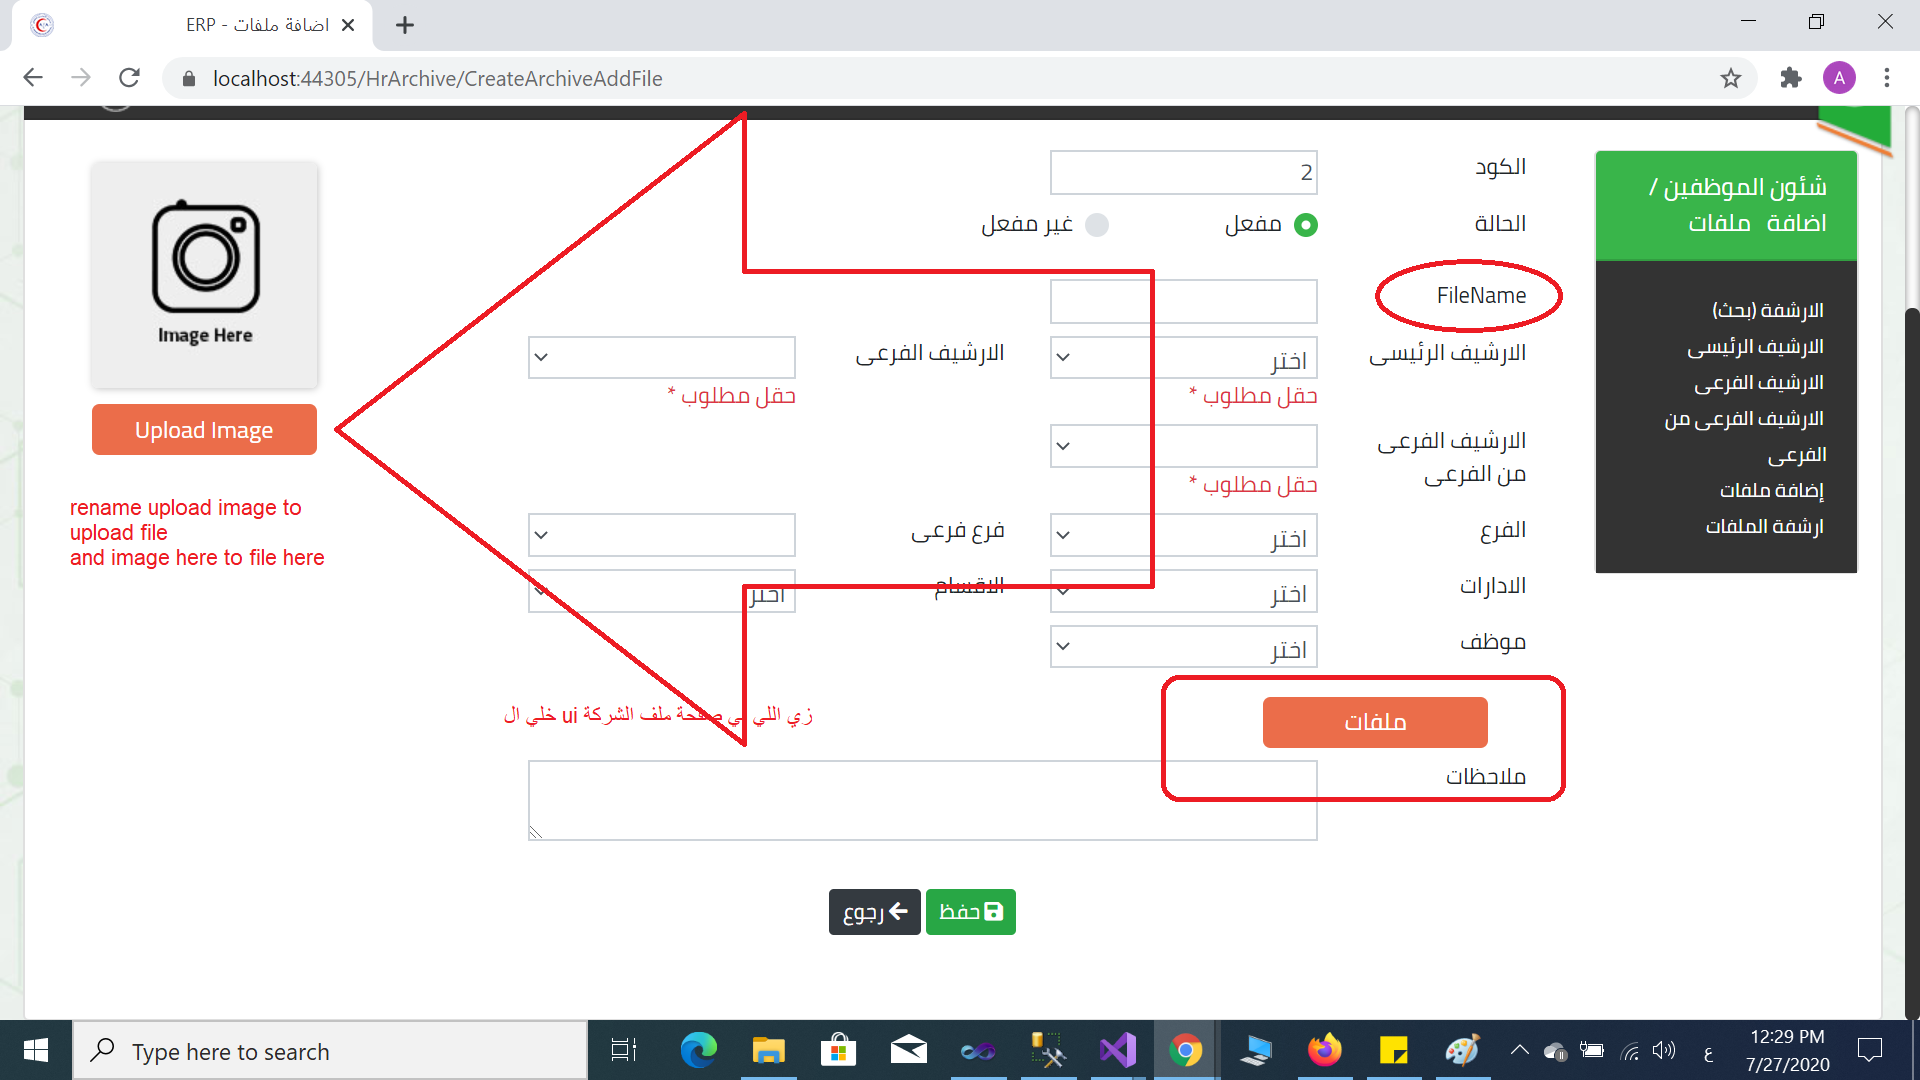 ERP - اضافة ملفات
localhost:44305/HrArchive/CreateArchiveAddFile
A
شئون الموظفين /
اضافة ملفات
الارشفة (بحث)
الارشيف الرئيسى
الارشيف الفرعى
الارشيف الفرعى من
الفرعى
إضافة ملفات
ارشفة الملفات
الكود
2
الحالة
مفعل
غير مفعل
FileName
الارشيف الرئيسى
اختر
الارشيف الفرعى
حقل مطلوب *
حقل مطلوب *
الارشيف الفرعى
من الفرعى
حقل مطلوب *
الفرع
اختر
فرع فرعى
الادارات
اختر
الاقسام
اختر
موظف
اختر
ملفات
خلي ال ui زي اللي في صفحة ملف الشركة
ملاحظات
حفظ
رجوع
Image Here
Upload Image
rename upload image to
upload file
and image here to file here
Type here to search
ع
12:29 PM
7/27/2020